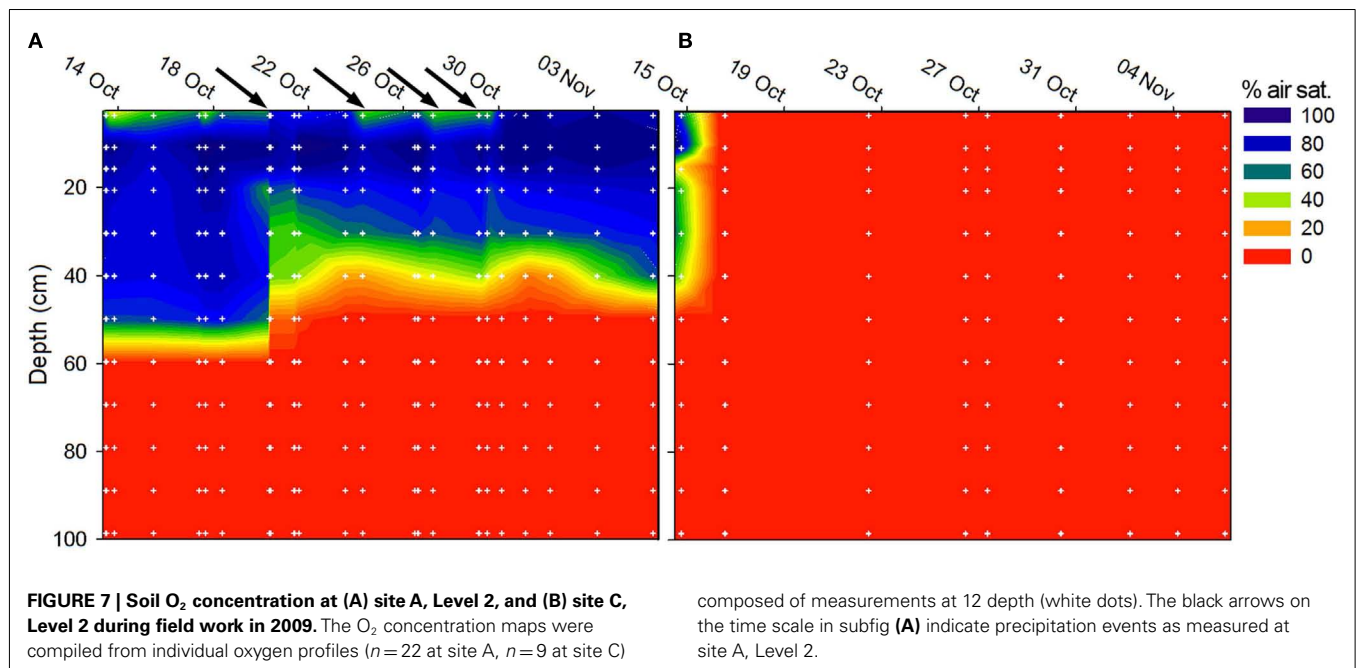 A
B
14 Oct
18 Oct
22 Oct
26 Oct
30 Oct
03 Nov
15 Oct
19 Oct
23 Oct
27 Oct
31 Oct
04 Nov
% air sat.
100
80
60
40
20
0
Depth (cm)
20
40
60
80
100
FIGURE 7 | Soil O₂ concentration at (A) site A, Level 2, and (B) site C,
Level 2 during field work in 2009. The O₂ concentration maps were
compiled from individual oxygen profiles (n = 22 at site A, n = 9 at site C)
composed of measurements at 12 depth (white dots). The black arrows on
the time scale in subfig (A) indicate precipitation events as measured at
site A, Level 2.